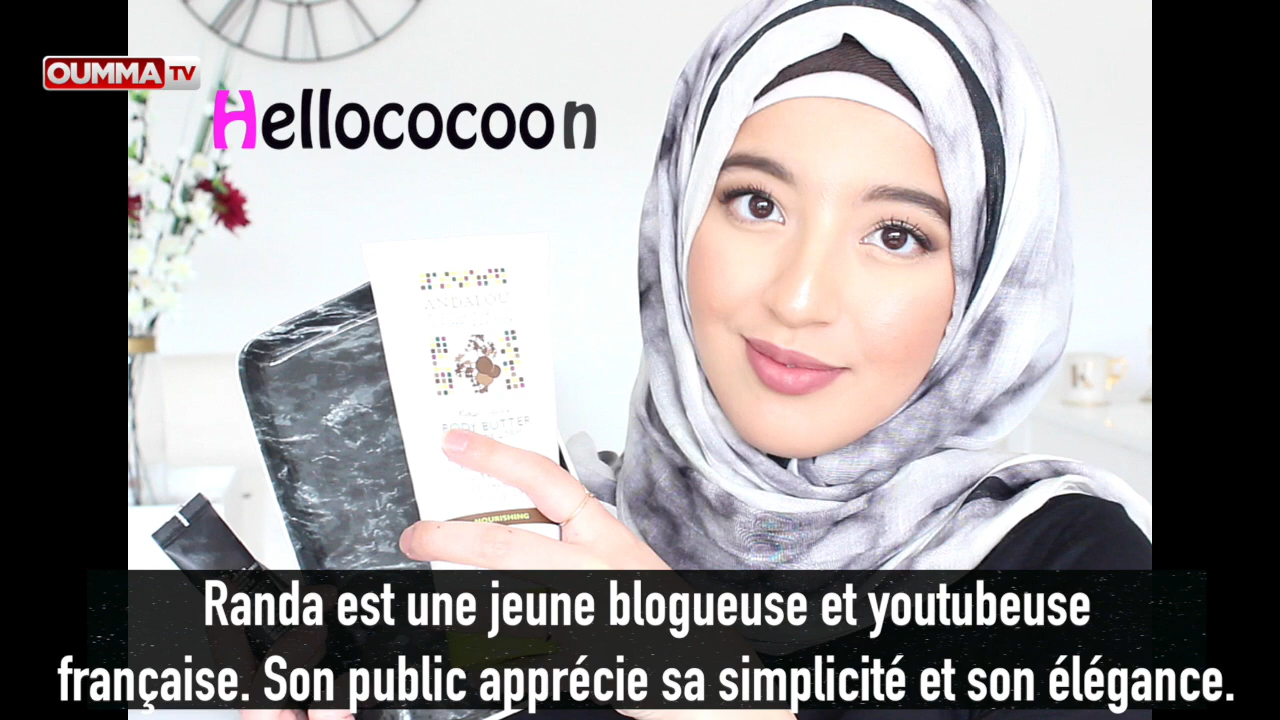 OUMMA TV
Hellococoon
ANDALOU
BODY BUTTER
NOURISHING
K
Randa est une jeune blogueuse et youtubeuse
française. Son public apprécie sa simplicité et son élégance.